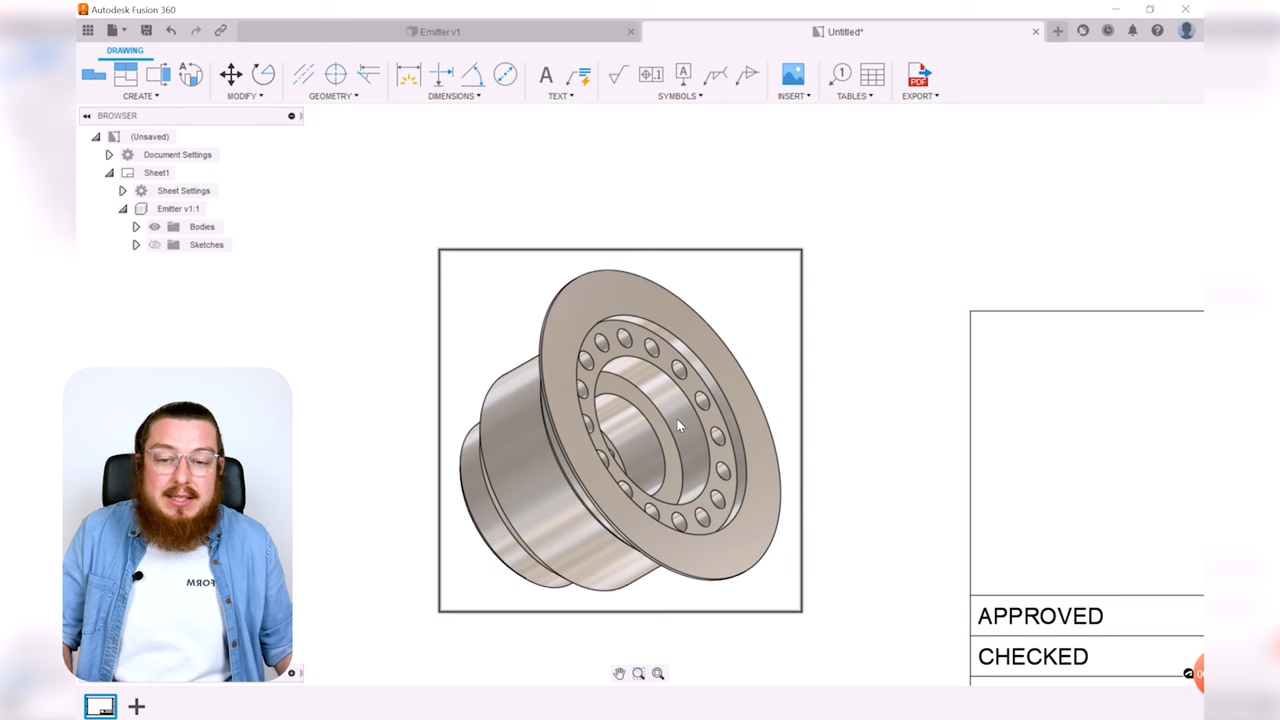 Autodesk Fusion 360
Emitter v1
Untitled*
DRAWING
CREATE
MODIFY
GEOMETRY
DIMENSIONS
TEXT
SYMBOLS
INSERT
TABLES
EXPORT
BROWSER
(Unsaved)
Document Settings
Sheet1
Sheet Settings
Emitter v1:1
Bodies
Sketches
APPROVED
CHECKED